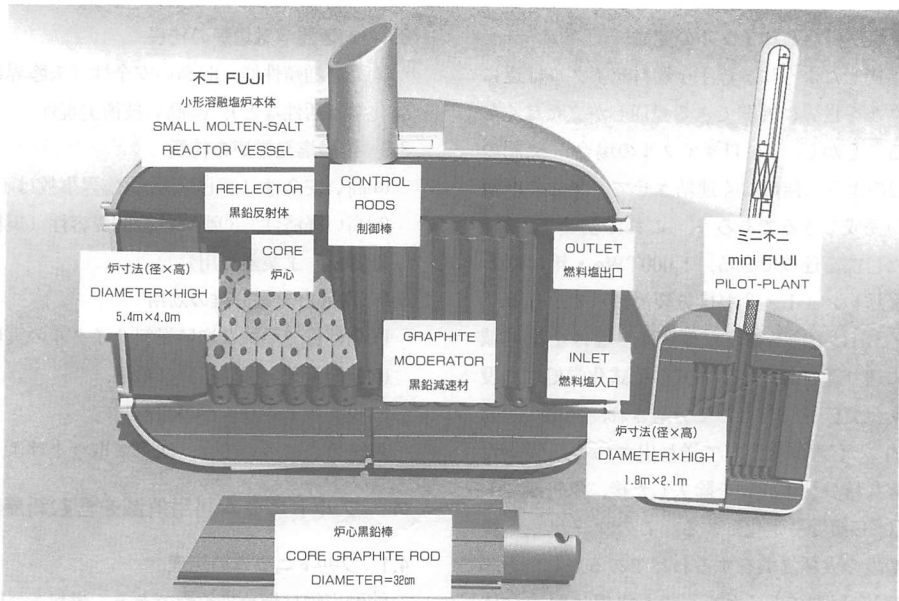 不二 FUJI
小形溶融塩炉本体
SMALL MOLTEN-SALT
REACTOR VESSEL
REFLECTOR
黒鉛反射体
CONTROL
RODS
制御棒
CORE
炉心
炉寸法(径×高)
DIAMETER×HIGH
5.4m×4.0m
OUTLET
燃料塩出口
GRAPHITE
MODERATOR
黒鉛減速材
INLET
燃料塩入口
ミニ不二
mini FUJI
PILOT-PLANT
炉寸法(径×高)
DIAMETER×HIGH
1.8m×2.1m
炉心黒鉛棒
CORE GRAPHITE ROD
DIAMETER=32cm